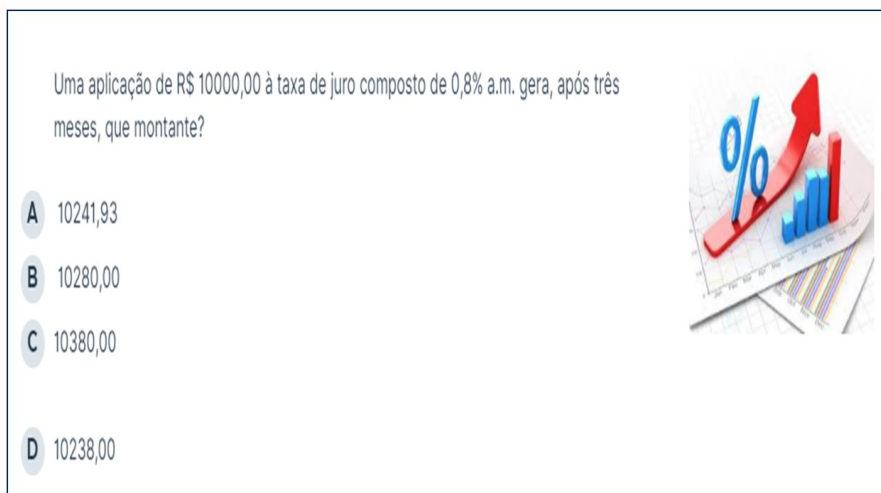 Uma aplicação de R$ 10000,00 à taxa de juro composto de 0,8% a.m. gera, após três
meses, que montante?
A 10241,93
B 10280,00
C 10380,00
D 10238,00
%